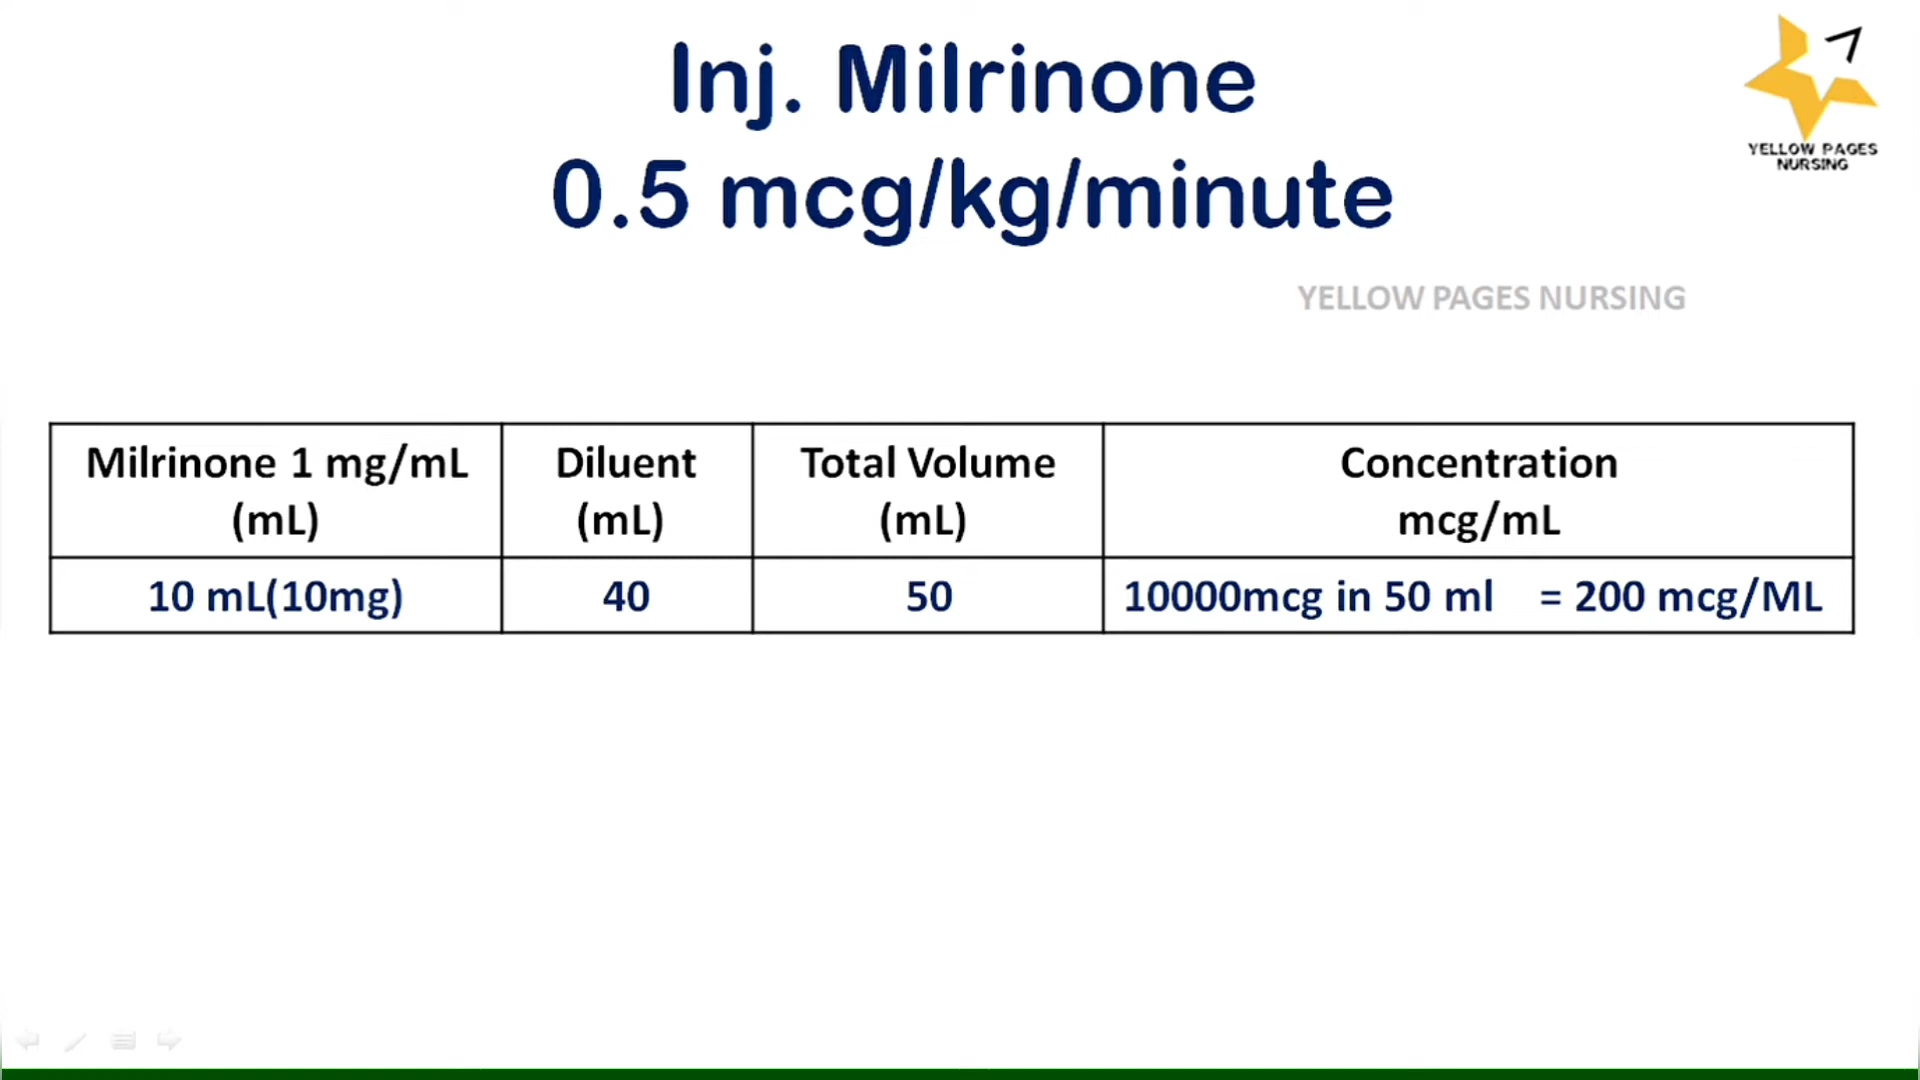 Inj. Milrinone
0.5 mcg/kg/minute
YELLOW PAGES
NURSING
YELLOW PAGES NURSING
Milrinone 1 mg/mL
(mL)
Diluent
(mL)
Total Volume
(mL)
Concentration
mcg/mL
10 mL(10mg)
40
50
10000mcg in 50 ml = 200 mcg/ML